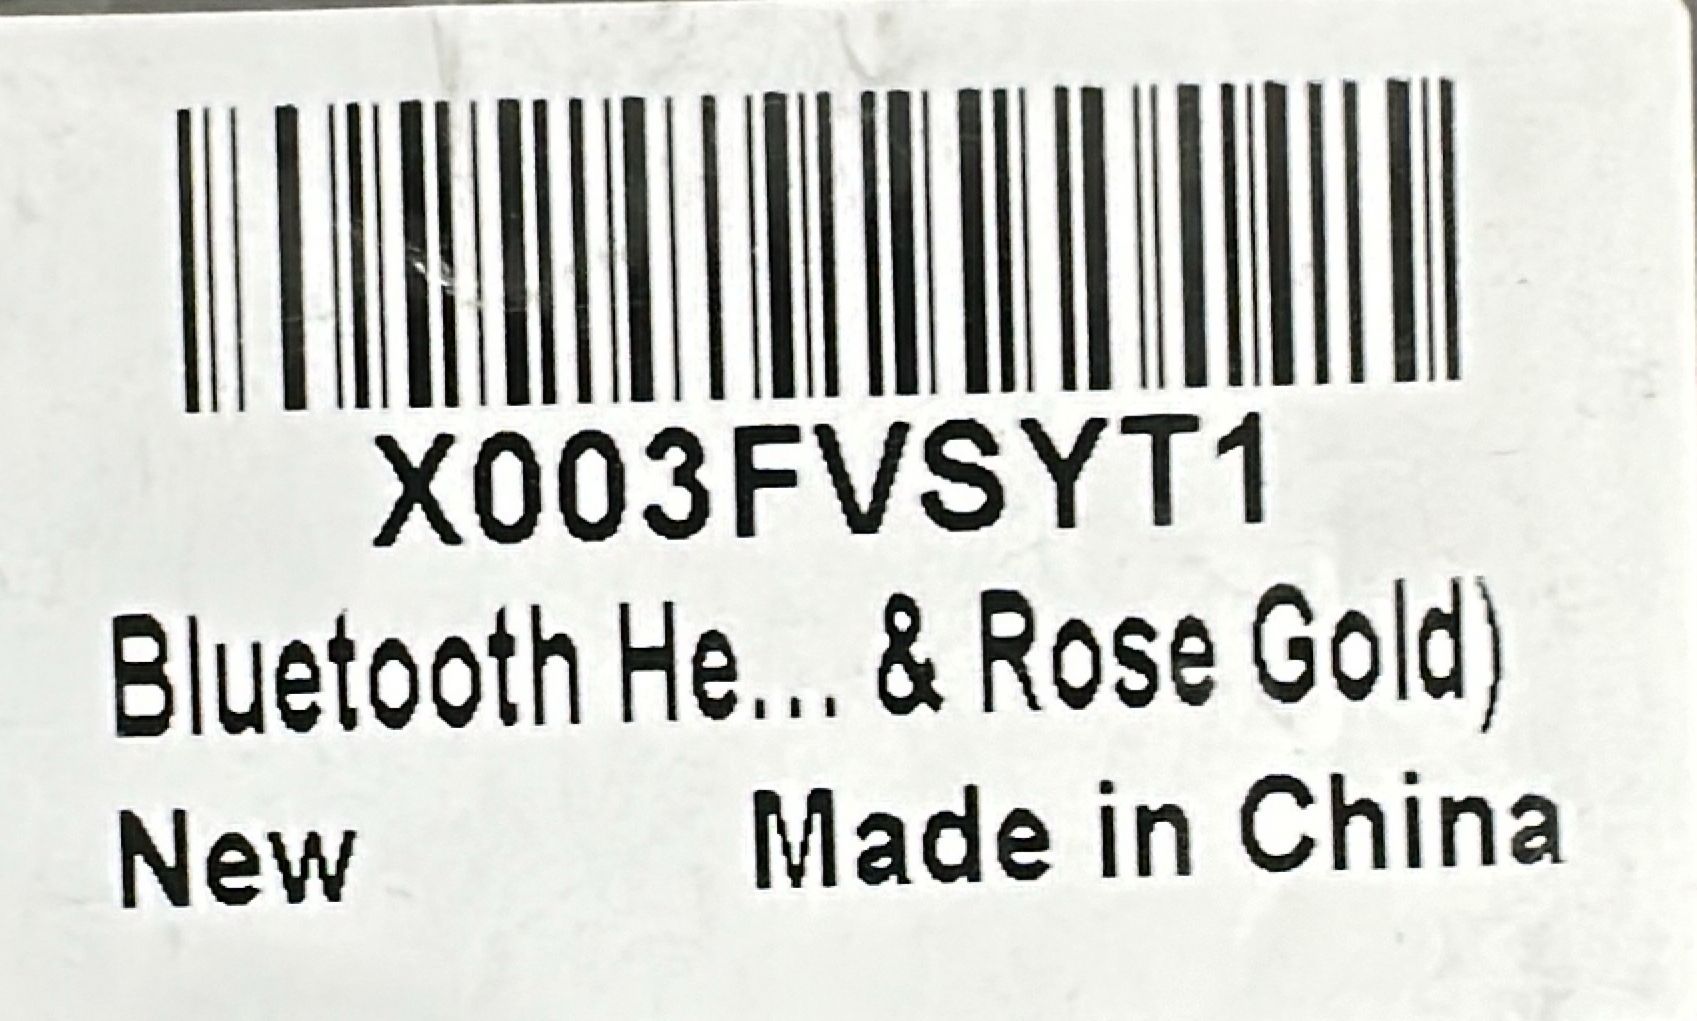 X003FVSYT1
Bluetooth He... & Rose Gold)
New Made in China